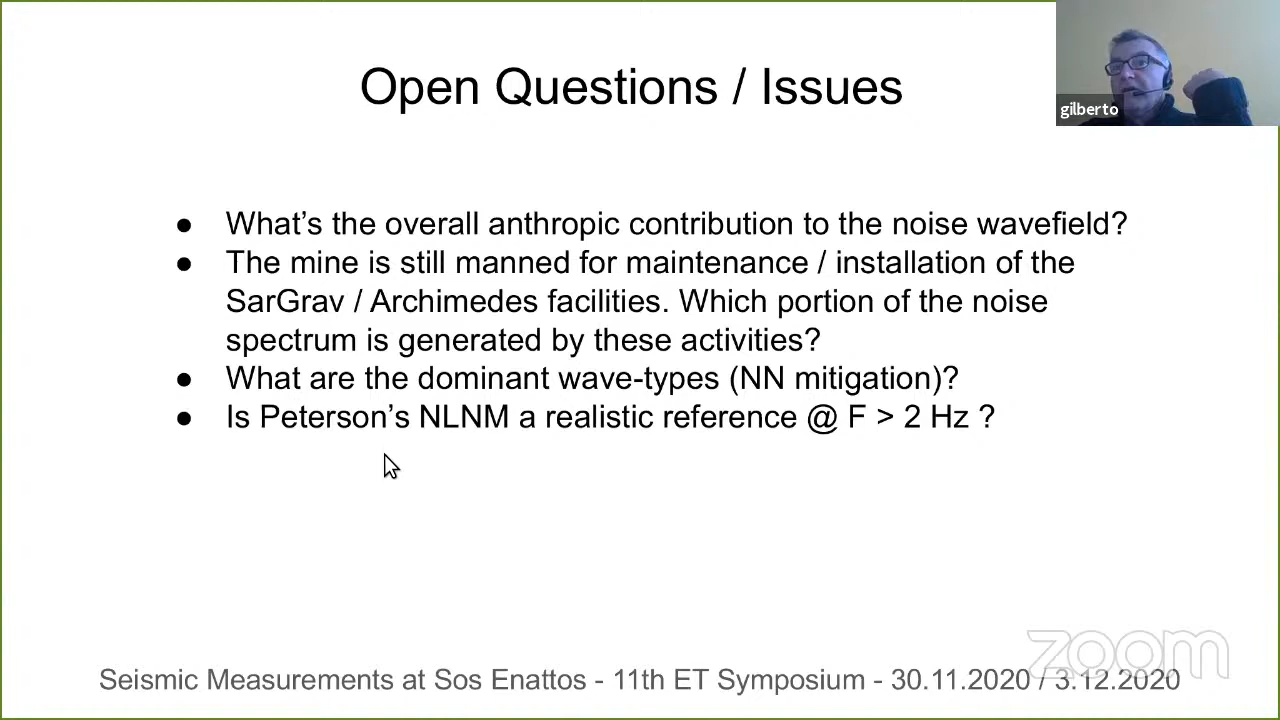 Open Questions / Issues
gilberto
● What's the overall anthropic contribution to the noise wavefield?
● The mine is still manned for maintenance / installation of the
SarGrav / Archimedes facilities. Which portion of the noise
spectrum is generated by these activities?
● What are the dominant wave-types (NN mitigation)?
● Is Peterson's NLNM a realistic reference @ F > 2 Hz ?
zoom
Seismic Measurements at Sos Enattos - 11th ET Symposium - 30.11.2020 / 3.12.2020